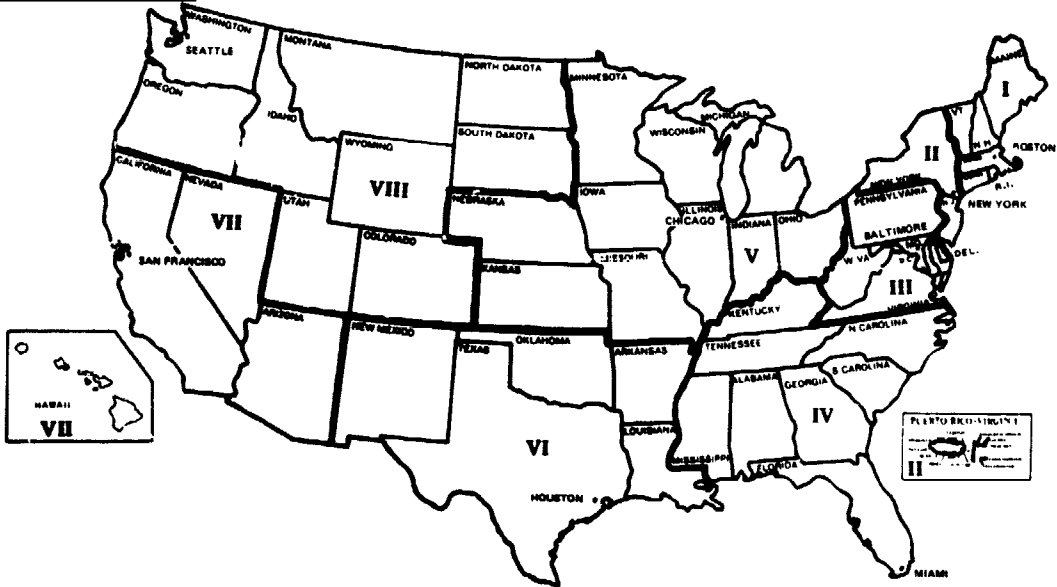 WASHINGTON
SEATTLE
MONTANA
NORTH DAKOTA
MINNESOTA
MAINE
I
OREGON
IDAHO
SOUTH DAKOTA
WISCONSIN
MICHIGAN
VT
N H
BOSTON
WYOMING
VIII
II
NEW YORK
R.I.
CALIFORNIA
NEVADA
UTAH
NEBRASKA
IOWA
ILLINOIS
CHICAGO
INDIANA
OHIO
PENNSYLVANIA
NEW YORK
VII
COLORADO
BALTIMORE
MD
DEL.
SAN FRANCISCO
KANSAS
V
W VA
III
VIRGINIA
ARIZONA
NEW MEXICO
KENTUCKY
N CAROLINA
TEXAS
OKLAHOMA
ARKANSAS
TENNESSEE
ALABAMA
GEORGIA
S CAROLINA
HAWAII
VII
IV
LOUISIANA
MISSISSIPPI
FLORIDA
VI
HOUSTON
MIAMI
II